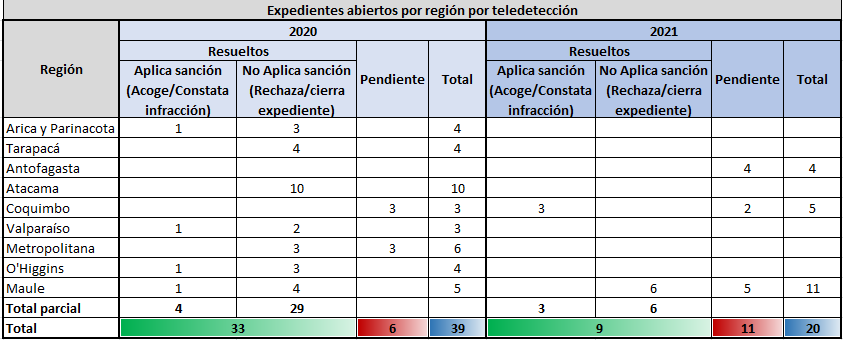 Expedientes abiertos por región por teledetección
Región 2020 2021
Resueltos Pendiente Total Resueltos Pendiente Total
Aplica sanción (Acoge/Constata infracción) No Aplica sanción (Rechaza/cierra expediente) Aplica sanción (Acoge/Constata infracción) No Aplica sanción (Rechaza/cierra expediente)
Arica y Parinacota 1 3 4
Tarapacá 4 4
Antofagasta 4 4
Atacama 10 10
Coquimbo 3 3 3 2 5
Valparaíso 1 2 3
Metropolitana 3 3 6
O'Higgins 1 3 4
Maule 1 4 5 6 5 11
Total parcial 4 29 3 6
Total 33 6 39 9 11 20